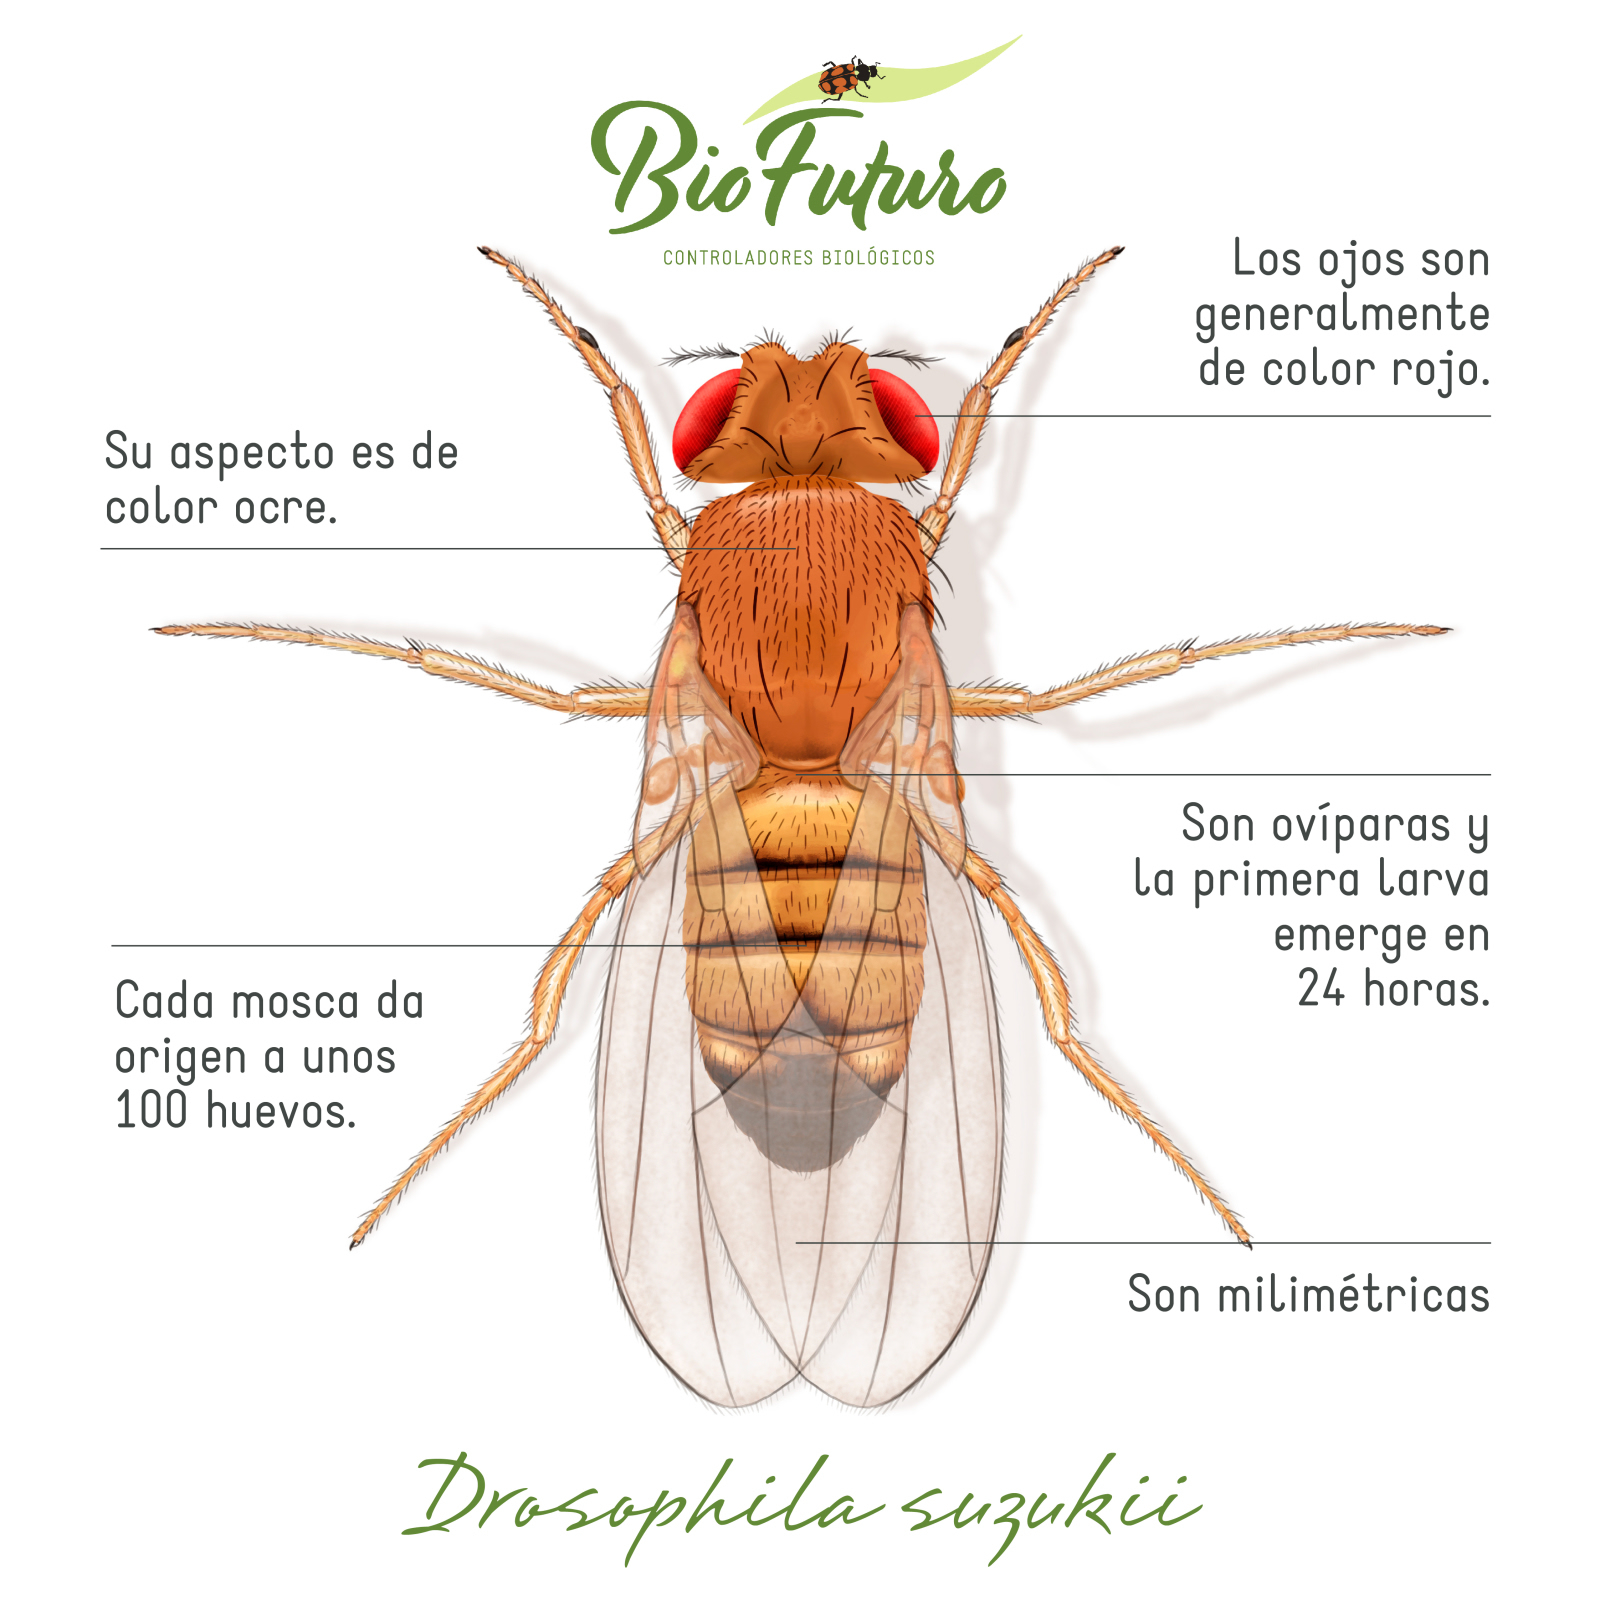 BioFuturo
CONTROLADORES BIOLÓGICOS
Los ojos son
generalmente
de color rojo.
Su aspecto es de
color ocre.
Son ovíparas y
la primera larva
emerge en
24 horas.
Cada mosca da
origen a unos
100 huevos.
Son milimétricas
Drosophila suzukii